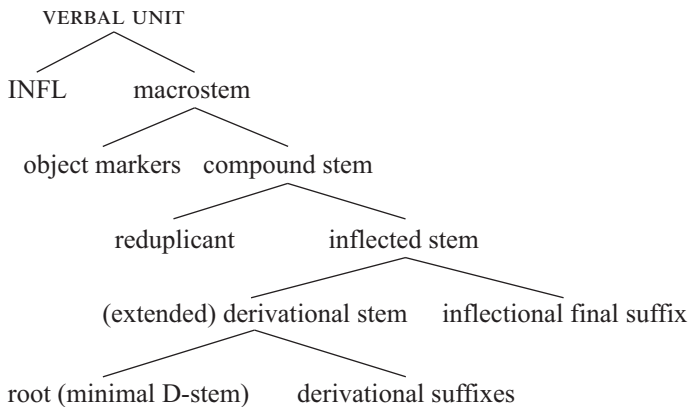 VERBAL UNIT
INFL macrostem
object markers compound stem
reduplicant inflected stem
(extended) derivational stem inflectional final suffix
root (minimal D-stem) derivational suffixes